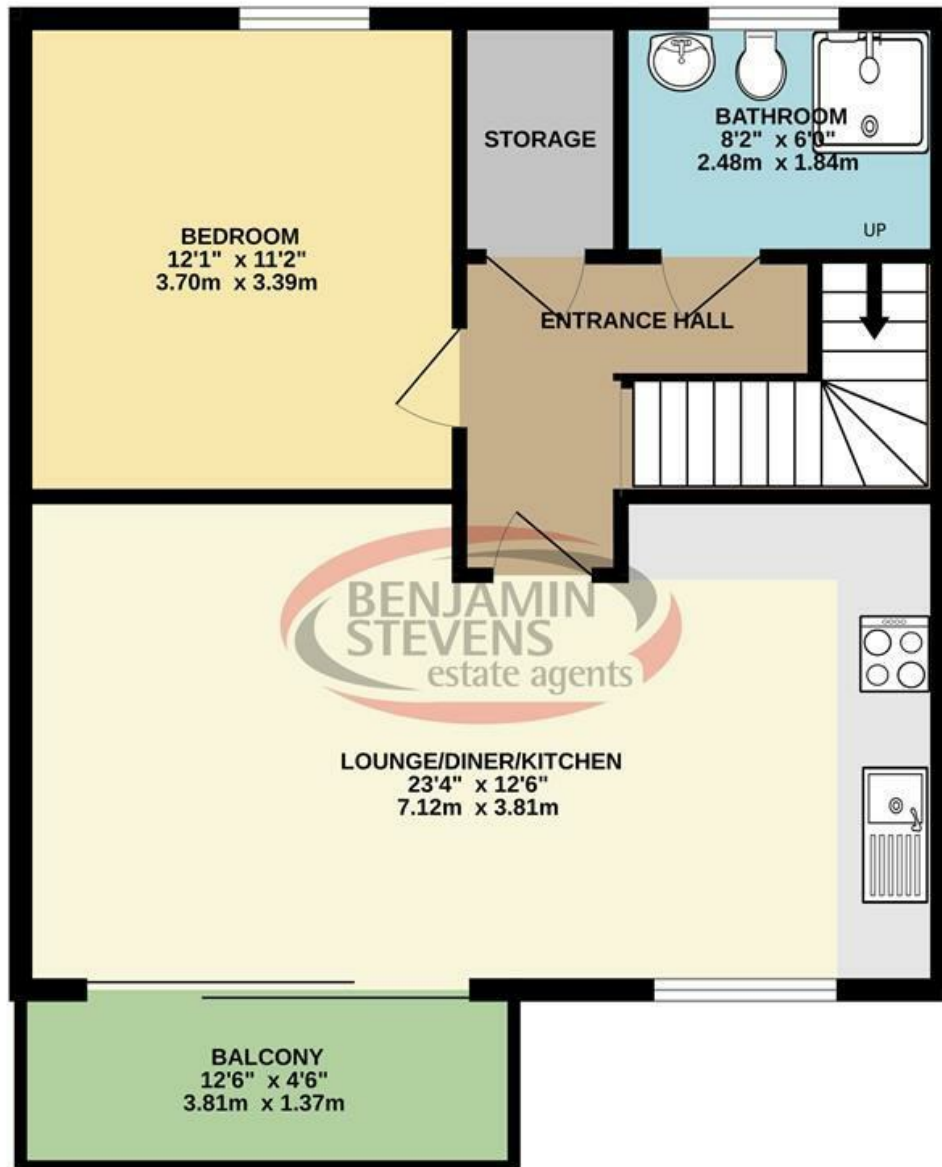 STORAGE
BATHROOM
8'2" x 6'0"
2.48m x 1.84m
UP
BEDROOM
12'1" x 11'2"
3.70m x 3.39m
ENTRANCE HALL
BENJAMIN
STEVENS
estate agents
LOUNGE/DINER/KITCHEN
23'4" x 12'6"
7.12m x 3.81m
BALCONY
12'6" x 4'6"
3.81m x 1.37m